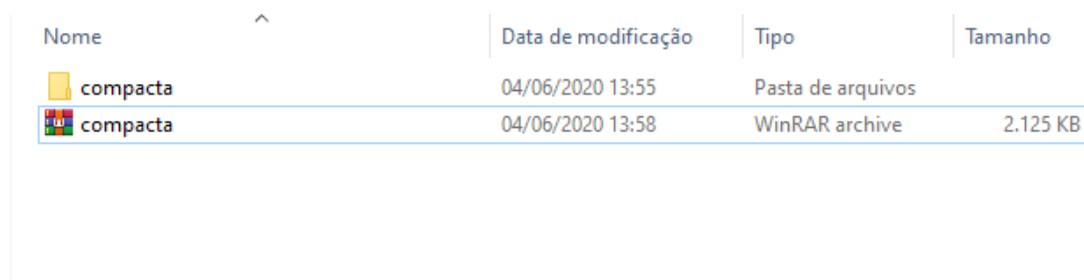 Nome Data de modificação Tipo Tamanho
compacta 04/06/2020 13:55 Pasta de arquivos
compacta 04/06/2020 13:58 WinRAR archive 2.125 KB